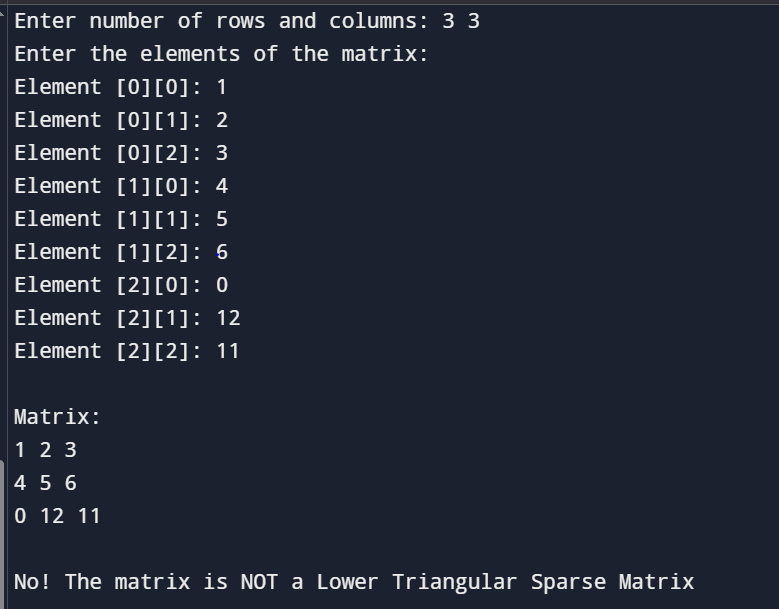 Enter number of rows and columns: 3 3
Enter the elements of the matrix:
Element [0][0]: 1
Element [0][1]: 2
Element [0][2]: 3
Element [1][0]: 4
Element [1][1]: 5
Element [1][2]: 6
Element [2][0]: 0
Element [2][1]: 12
Element [2][2]: 11
Matrix:
1 2 3
4 5 6
0 12 11
No! The matrix is NOT a Lower Triangular Sparse Matrix